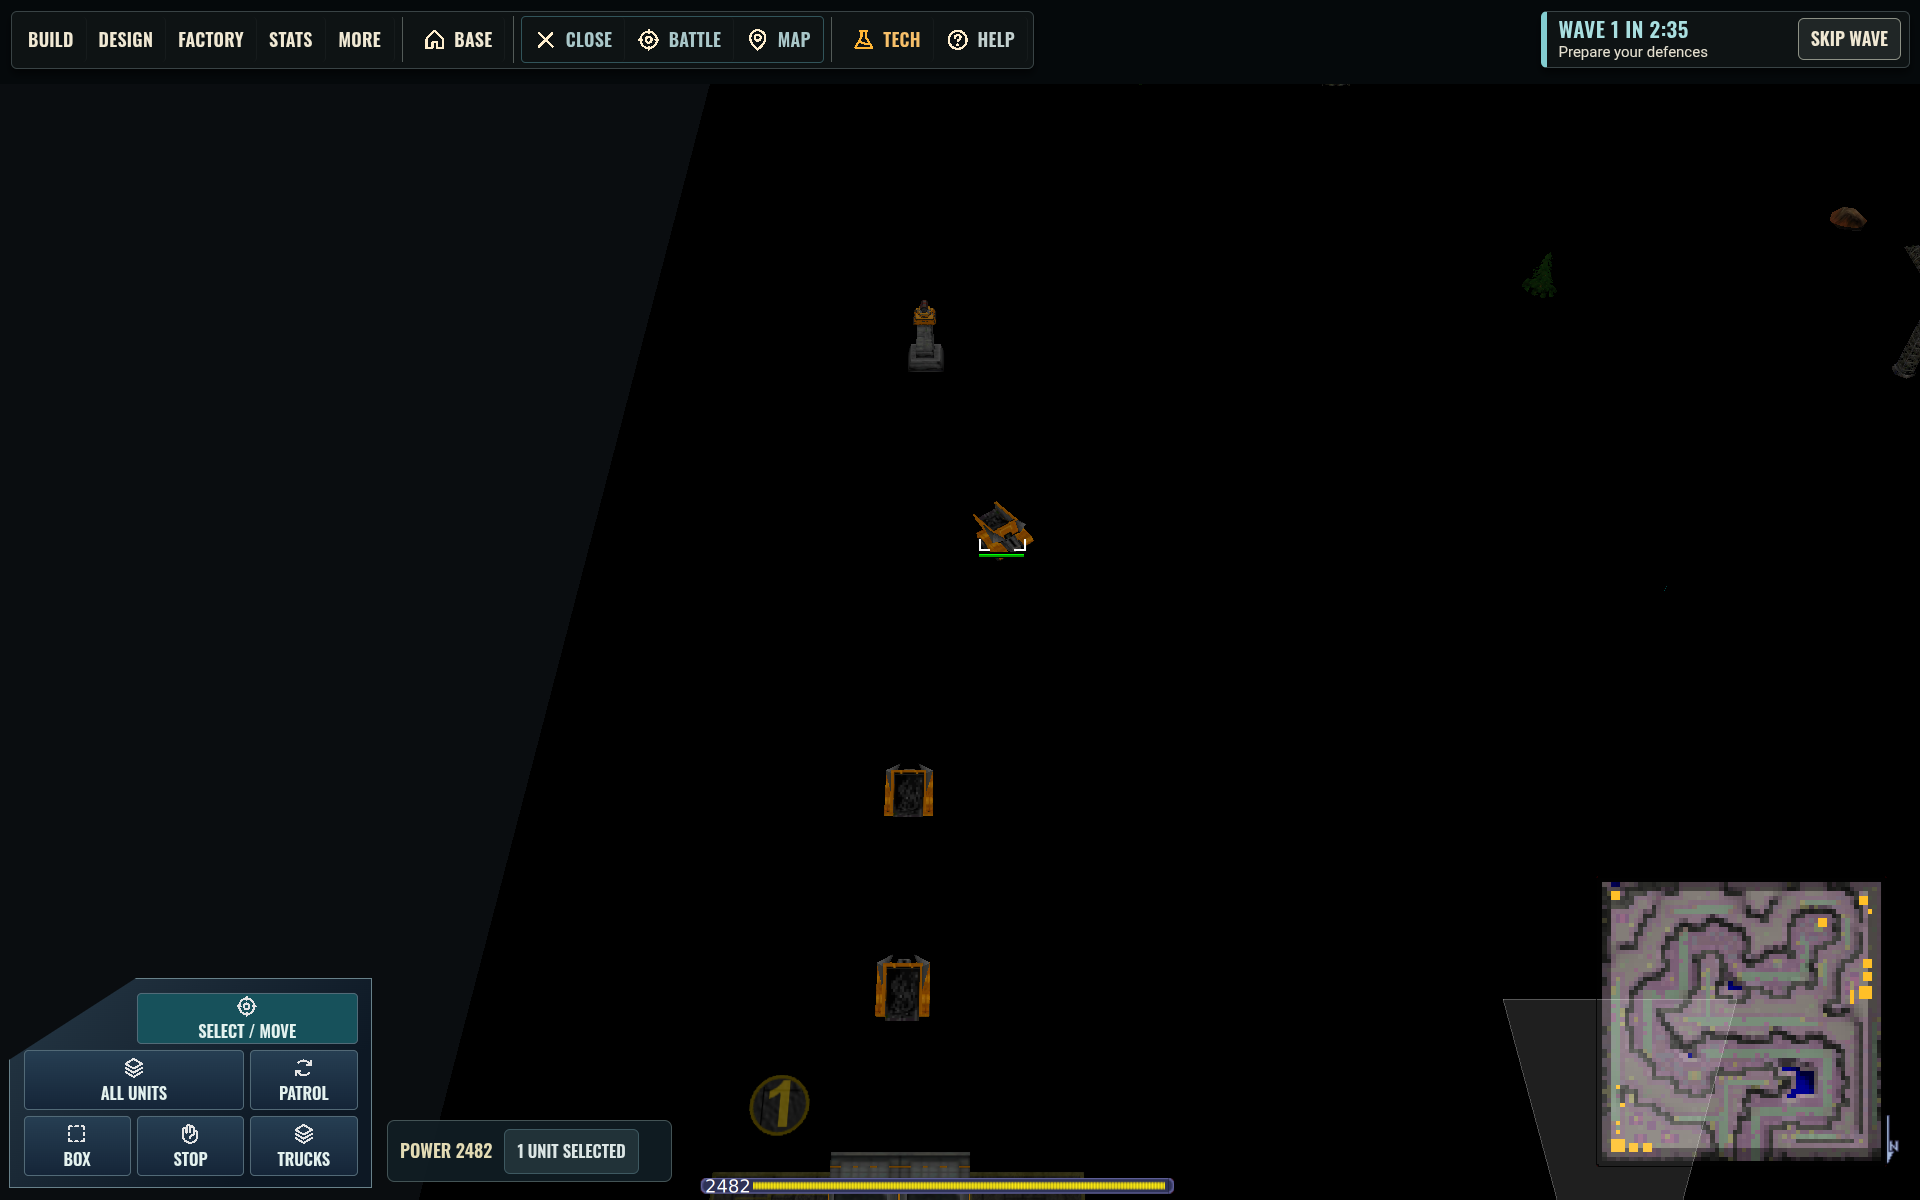 BUILD DESIGN FACTORY STATS MORE BASE CLOSE BATTLE MAP TECH HELP
WAVE 1 IN 2:35
Prepare your defences
SKIP WAVE
SELECT / MOVE
ALL UNITS
PATROL
BOX
STOP
TRUCKS
POWER 2482
1 UNIT SELECTED
1
2482
N